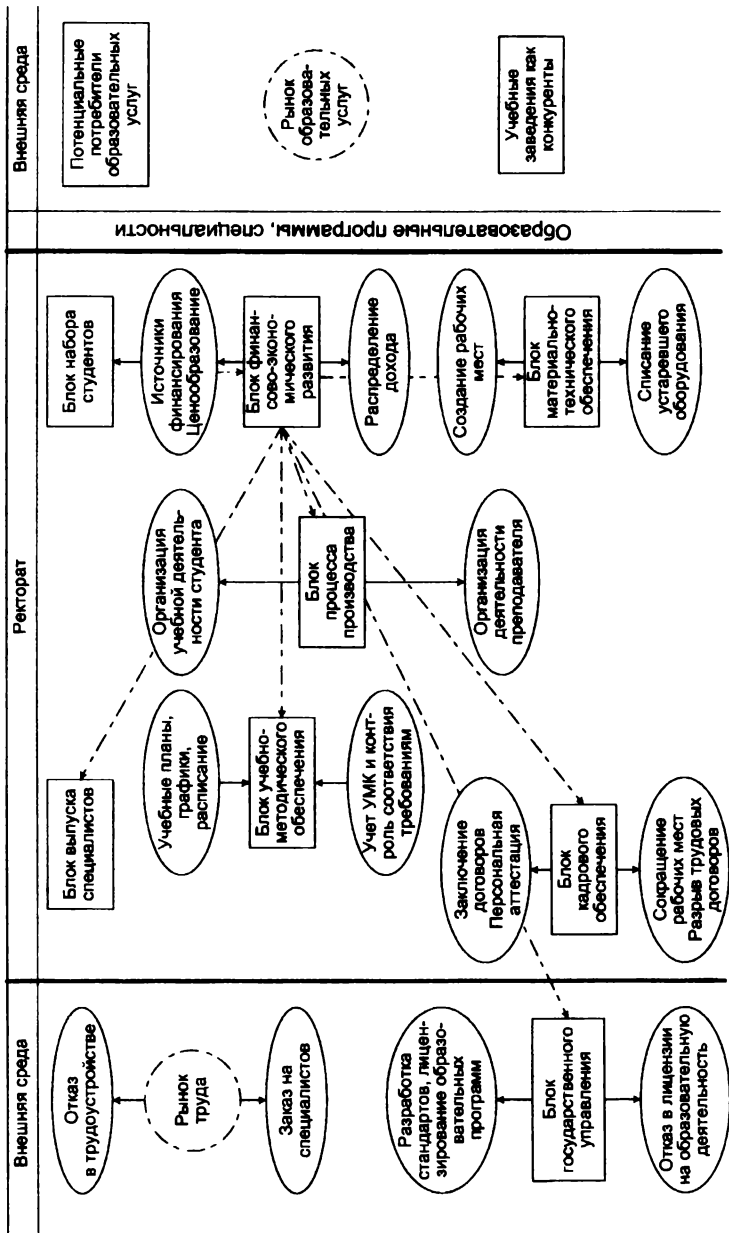 Внешняя среда
Ректорат
Внешняя среда
Отказ
в трудоустройстве
Рынок
труда
Заказ на
специалистов
Разработка
стандартов, лицен-
зирование образо-
вательных
программ
Блок
государственного
управления
Отказ в лицензии
на образовательную
деятельность
Блок выпуска
специалистов
Учебные планы,
графики,
расписание
Блок учебно-
методического
обеспечения
Учет УМК и конт-
роль соответствия
требованиям
Заключение
договоров
Персональная
аттестация
Блок
кадрового
обеспечения
Сокращение
рабочих мест
Разрыв трудовых
договоров
Организация
учебной деятель-
ности студента
Блок
процесса
производства
Организация
деятельности
преподавателя
Блок набора
студентов
Источники
финансирования
Ценообразование
Блок финан-
сово-эконо-
мического
развития
Распределение
дохода
Создание рабочих
мест
Блок
материально-
технического
обеспечения
Списание
устаревшего
оборудования
Образовательные программы, специальности
Потенциальные
потребители
образовательных
услуг
Рынок
образова-
тельных
услуг
Учебные
заведения как
конкуренты